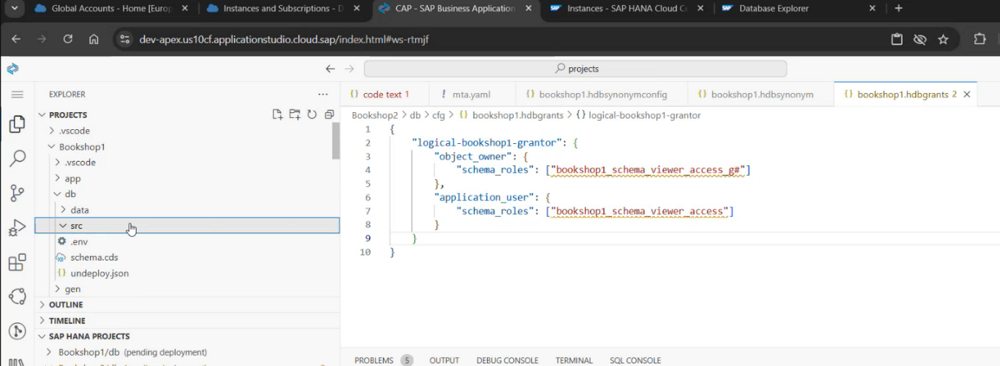 Global Accounts - Home [Europ
Instances and Subscriptions - D
CAP - SAP Business Application
Instances - SAP HANA Cloud Ce
Database Explorer
dev-apex.us10cf.applicationstudio.cloud.sap/index.html#ws-rtmjf
projects
EXPLORER
PROJECTS
.vscode
Bookshop1
.vscode
app
db
data
src
.env
schema.cds
undeploy.json
gen
OUTLINE
TIMELINE
SAP HANA PROJECTS
Bookshop1/db (pending deployment)
code text 1
mta.yaml
bookshop1.hdbsynonymconfig
bookshop1.hdbsynonym
bookshop1.hdbgrants 2
Bookshop2 > db > cfg > {} bookshop1.hdbgrants > {} logical-bookshop1-grantor
1 {
2 "logical-bookshop1-grantor": {
3 "object_owner": {
4 "schema_roles": ["bookshop1_schema_viewer_access_g#"]
5 },
6 "application_user": {
7 "schema_roles": ["bookshop1_schema_viewer_access"]
8 }
9 }
10 }
PROBLEMS 5 OUTPUT DEBUG CONSOLE TERMINAL SQL CONSOLE